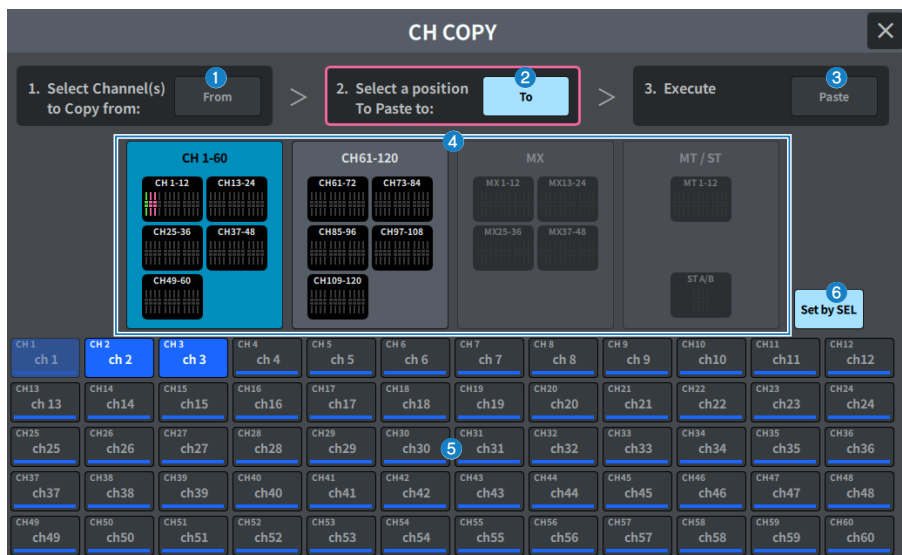 CH COPY
1. Select Channel(s)
to Copy from:
1
From
>
2. Select a position
To Paste to:
2
To
>
3. Execute
3
Paste
4
CH 1-60
CH 1-12 CH13-24
CH25-36 CH37-48
CH49-60
CH61-120
CH61-72 CH73-84
CH85-96 CH97-108
CH109-120
MX
MX 1-12 MX13-24
MX25-36 MX37-48
MT / ST
MT 1-12
ST A/B
6
Set by SEL
CH 1 CH 2 CH 3 CH 4 CH 5 CH 6 CH 7 CH 8 CH 9 CH10 CH11 CH12
ch 1 ch 2 ch 3 ch 4 ch 5 ch 6 ch 7 ch 8 ch 9 ch10 ch11 ch12
CH13 CH14 CH15 CH16 CH17 CH18 CH19 CH20 CH21 CH22 CH23 CH24
ch 13 ch14 ch15 ch16 ch17 ch18 ch19 ch20 ch21 ch22 ch23 ch24
CH25 CH26 CH27 CH28 CH29 CH30 CH31 CH32 CH33 CH34 CH35 CH36
ch25 ch26 ch27 ch28 ch29 ch30 5 ch31 ch32 ch33 ch34 ch35 ch36
CH37 CH38 CH39 CH40 CH41 CH42 CH43 CH44 CH45 CH46 CH47 CH48
ch37 ch38 ch39 ch40 ch41 ch42 ch43 ch44 ch45 ch46 ch47 ch48
CH49 CH50 CH51 CH52 CH53 CH54 CH55 CH56 CH57 CH58 CH59 CH60
ch49 ch50 ch51 ch52 ch53 ch54 ch55 ch56 ch57 ch58 ch59 ch60